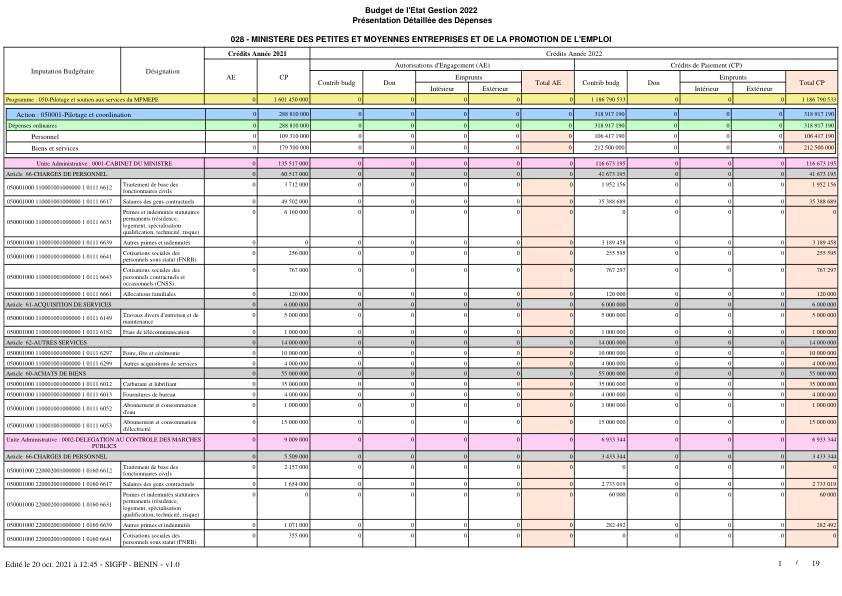 Budget de l'Etat Gestion 2022
Présentation Détaillée des Dépenses
028 - MINISTERE DES PETITES ET MOYENNES ENTREPRISES ET DE LA PROMOTION DE L'EMPLOI
Imputation Budgétaire Désignation Crédits Année 2021 Crédits Année 2022
AE CP Autorisations d'Engagement (AE) Crédits de Paiement (CP)
Contrib budg Don Emprunts Total AE Contrib budg Don Emprunts Total CP
Intérieur Extérieur Intérieur Extérieur
Programme : 050-Pilotage et soutien aux services du MPMEPE 0 1 601 450 000 0 0 0 0 0 1 186 790 533 0 0 0 1 186 790 533
Action : 050001-Pilotage et coordination 0 288 810 000 0 0 0 0 0 318 917 190 0 0 0 318 917 190
Dépenses ordinaires 0 288 810 000 0 0 0 0 0 318 917 190 0 0 0 318 917 190
Personnel 0 109 310 000 0 0 0 0 0 106 417 190 0 0 0 106 417 190
Biens et services 0 179 500 000 0 0 0 0 0 212 500 000 0 0 0 212 500 000
Unite Administrative : 0001-CABINET DU MINISTRE 0 135 517 000 0 0 0 0 0 116 673 195 0 0 0 116 673 195
Article 66-CHARGES DE PERSONNEL 0 60 517 000 0 0 0 0 0 41 673 195 0 0 0 41 673 195
050001000 110001001000000 1 0111 6612 Traitement de base des fonctionnaires civils 0 3 712 000 0 0 0 0 0 1 952 156 0 0 0 1 952 156
050001000 110001001000000 1 0111 6617 Salaires des gens contractuels 0 49 502 000 0 0 0 0 0 35 388 689 0 0 0 35 388 689
050001000 110001001000000 1 0111 6631 Primes et indemnités statutaires permanents (résidence, logement, spécialisation qualification, technicité, risque) 0 6 160 000 0 0 0 0 0 0 0 0 0 0
050001000 110001001000000 1 0111 6639 Autres primes et indemnités 0 0 0 0 0 0 0 3 189 458 0 0 0 3 189 458
050001000 110001001000000 1 0111 6641 Cotisations sociales des personnels sous statut (FNRB) 0 256 000 0 0 0 0 0 255 595 0 0 0 255 595
050001000 110001001000000 1 0111 6643 Cotisations sociales des personnels contractuels et occasionnels (CNSS) 0 767 000 0 0 0 0 0 767 297 0 0 0 767 297
050001000 110001001000000 1 0111 6661 Allocations familiales 0 120 000 0 0 0 0 0 120 000 0 0 0 120 000
Article 61-ACQUISITION DE SERVICES 0 6 000 000 0 0 0 0 0 6 000 000 0 0 0 6 000 000
050001000 110001001000000 1 0111 6149 Travaux divers d'entretien et de maintenance 0 5 000 000 0 0 0 0 0 5 000 000 0 0 0 5 000 000
050001000 110001001000000 1 0111 6182 Frais de télécommunication 0 1 000 000 0 0 0 0 0 1 000 000 0 0 0 1 000 000
Article 62-AUTRES SERVICES 0 14 000 000 0 0 0 0 0 14 000 000 0 0 0 14 000 000
050001000 110001001000000 1 0111 6297 Foire, fête et cérémonie 0 10 000 000 0 0 0 0 0 10 000 000 0 0 0 10 000 000
050001000 110001001000000 1 0111 6299 Autres acquisitions de services 0 4 000 000 0 0 0 0 0 4 000 000 0 0 0 4 000 000
Article 60-ACHATS DE BIENS 0 55 000 000 0 0 0 0 0 55 000 000 0 0 0 55 000 000
050001000 110001001000000 1 0111 6012 Carburant et lubrifiant 0 35 000 000 0 0 0 0 0 35 000 000 0 0 0 35 000 000
050001000 110001001000000 1 0111 6013 Fournitures de bureau 0 4 000 000 0 0 0 0 0 4 000 000 0 0 0 4 000 000
050001000 110001001000000 1 0111 6052 Abonnement et consommation d'eau 0 1 000 000 0 0 0 0 0 1 000 000 0 0 0 1 000 000
050001000 110001001000000 1 0111 6053 Abonnement et consommation d'électricité 0 15 000 000 0 0 0 0 0 15 000 000 0 0 0 15 000 000
Unite Administrative : 0002-DELEGATION AU CONTROLE DES MARCHES PUBLICS 0 9 009 000 0 0 0 0 0 6 933 344 0 0 0 6 933 344
Article 66-CHARGES DE PERSONNEL 0 5 509 000 0 0 0 0 0 3 433 344 0 0 0 3 433 344
050001000 220002001000000 1 0160 6612 Traitement de base des fonctionnaires civils 0 2 157 000 0 0 0 0 0 0 0 0 0 0
050001000 220002001000000 1 0160 6617 Salaires des gens contractuels 0 1 654 000 0 0 0 0 0 2 733 019 0 0 0 2 733 019
050001000 220002001000000 1 0160 6631 Primes et indemnités statutaires permanents (résidence, logement, spécialisation qualification, technicité, risque) 0 0 0 0 0 0 0 60 000 0 0 0 60 000
050001000 220002001000000 1 0160 6639 Autres primes et indemnités 0 1 071 000 0 0 0 0 0 282 492 0 0 0 282 492
050001000 220002001000000 1 0160 6641 Cotisations sociales des personnels sous statut (FNRB) 0 355 000 0 0 0 0 0 0 0 0 0 0
Edité le 20 oct. 2021 à 12:45 - SIGFP - BENIN - v1.0 1 / 19